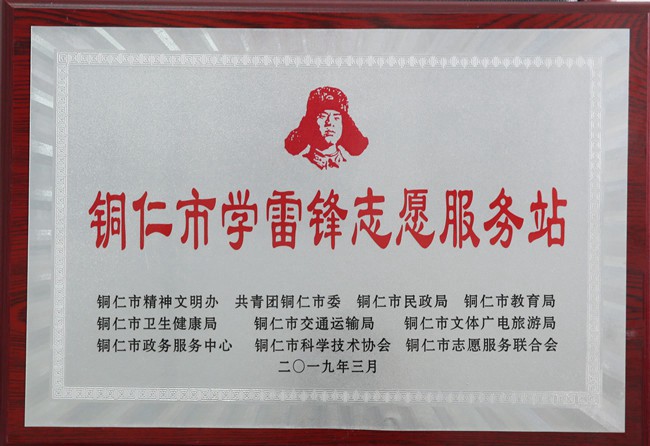 铜仁市学雷锋志愿服务站
铜仁市精神文明办 共青团铜仁市委 铜仁市民政局 铜仁市教育局
铜仁市卫生健康局 铜仁市交通运输局 铜仁市文体广电旅游局
铜仁市政务服务中心 铜仁市科学技术协会 铜仁市志愿服务联合会
二〇一九年三月